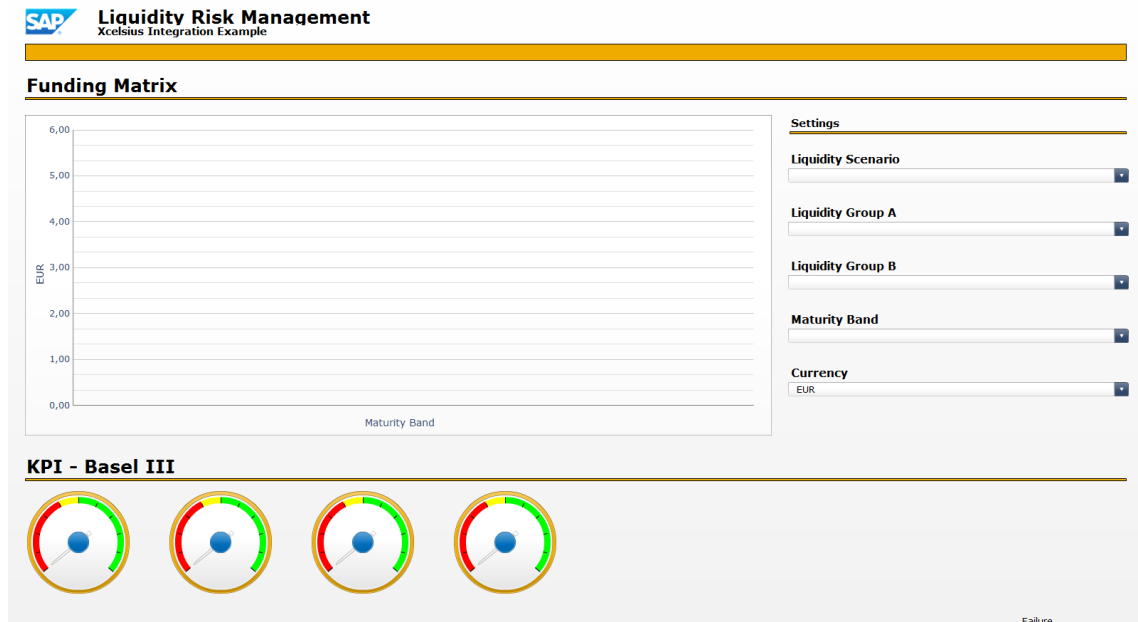 SAP
Liquidity Risk Management
Xcelsius Integration Example
Funding Matrix
6,00
5,00
4,00
3,00
2,00
1,00
0,00
EUR
Maturity Band
Settings
Liquidity Scenario
Liquidity Group A
Liquidity Group B
Maturity Band
Currency
EUR
KPI - Basel III
Failure